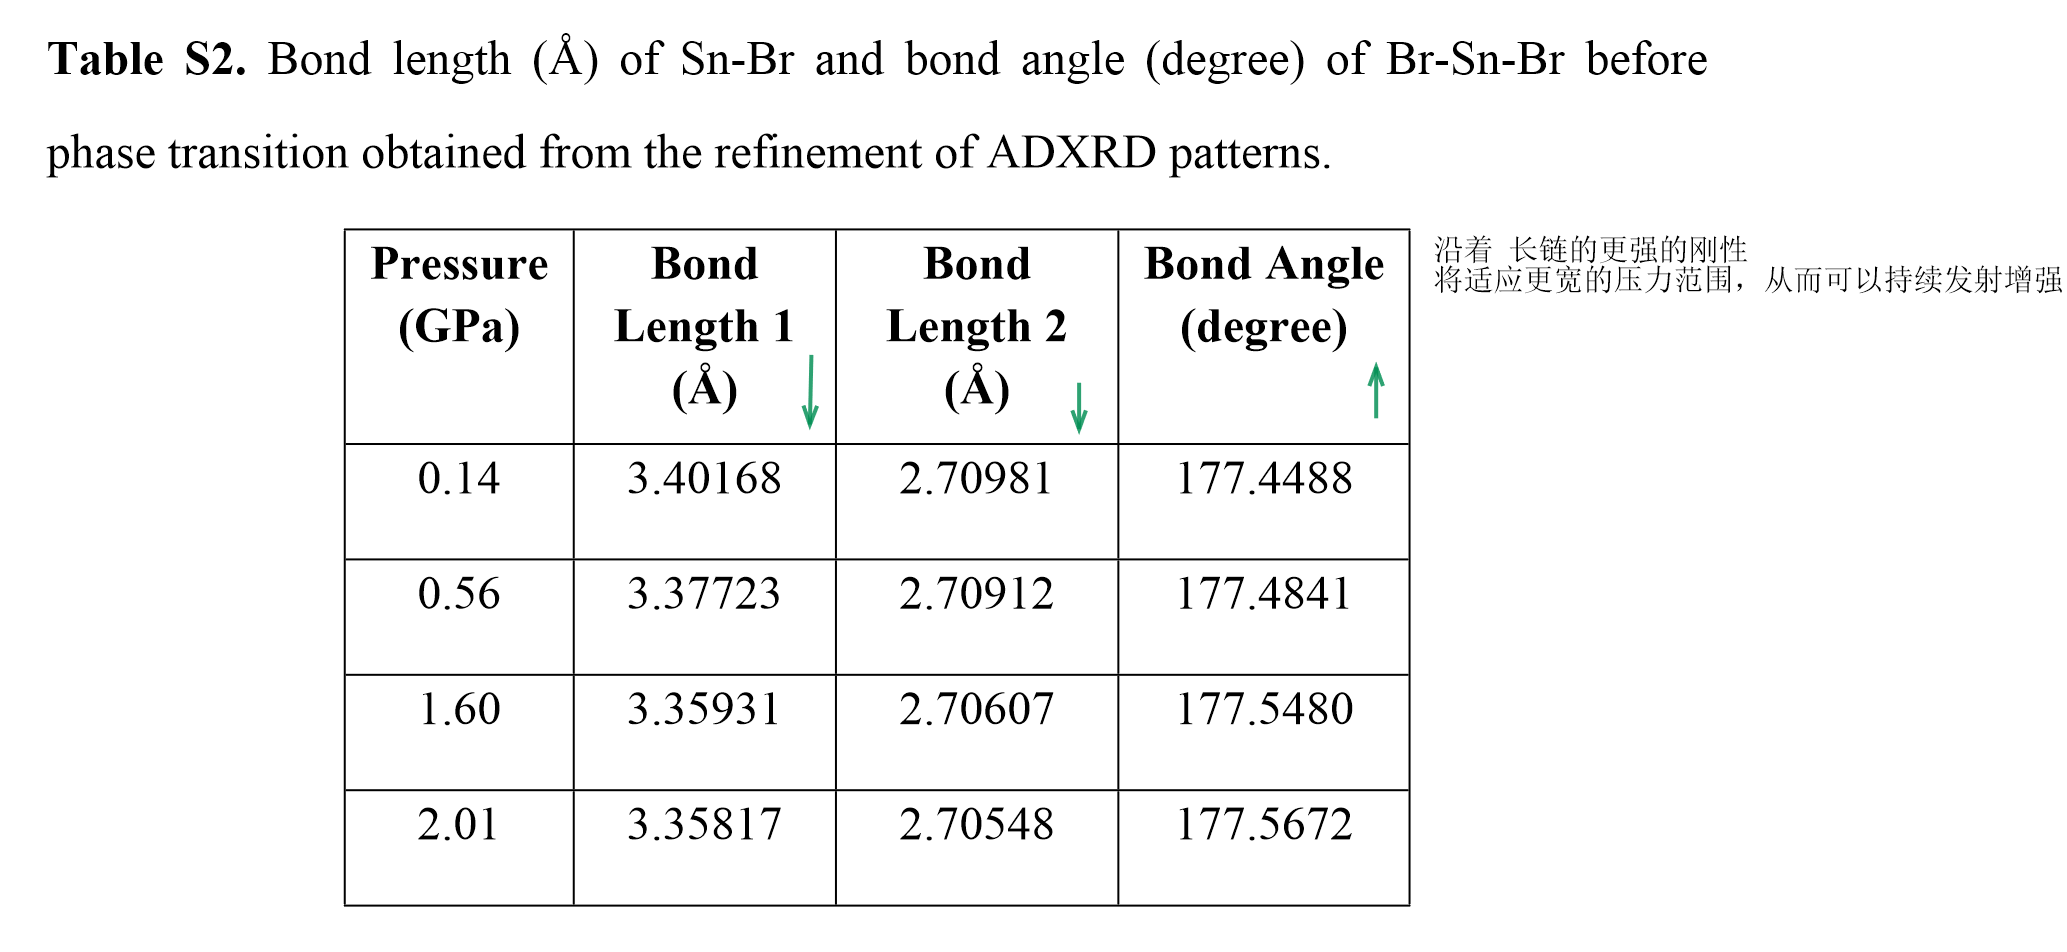 Table S2. Bond length (Å) of Sn-Br and bond angle (degree) of Br-Sn-Br before
phase transition obtained from the refinement of ADXRD patterns.
Pressure (GPa) Bond Length 1 (Å) Bond Length 2 (Å) Bond Angle (degree)
沿着 长链的更强的刚性
将适应更宽的压力范围，从而可以持续发射增强
0.14 3.40168 2.70981 177.4488
0.56 3.37723 2.70912 177.4841
1.60 3.35931 2.70607 177.5480
2.01 3.35817 2.70548 177.5672